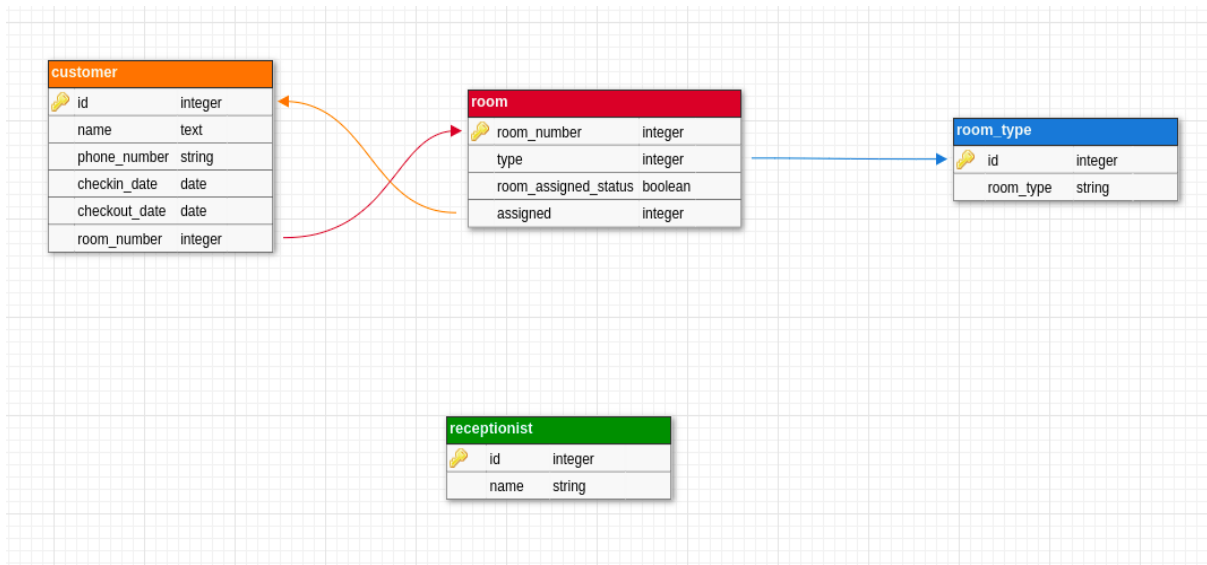 customer
id integer
name text
phone_number string
checkin_date date
checkout_date date
room_number integer
room
room_number integer
type integer
room_assigned_status boolean
assigned integer
room_type
id integer
room_type string
receptionist
id integer
name string